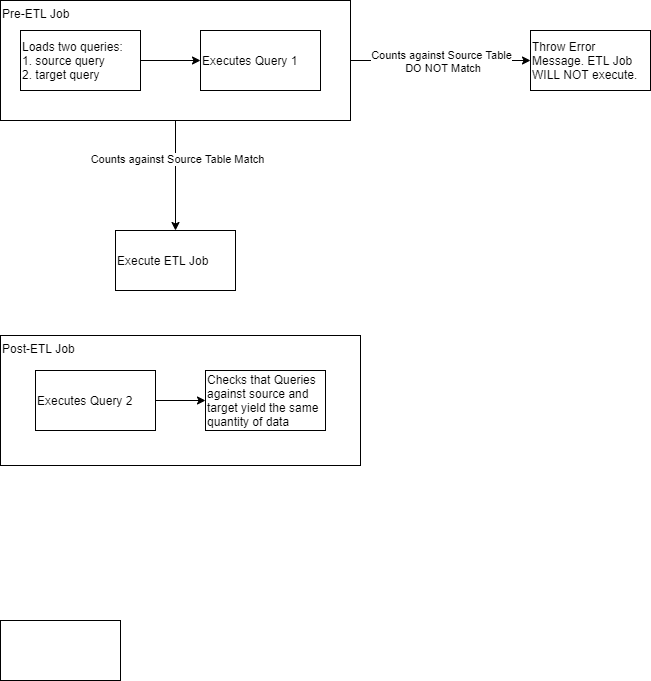 Pre-ETL Job
Loads two queries:
1. source query
2. target query
Executes Query 1
Counts against Source Table
DO NOT Match
Throw Error
Message. ETL Job
WILL NOT execute.
Counts against Source Table Match
Execute ETL Job
Post-ETL Job
Executes Query 2
Checks that Queries
against source and
target yield the same
quantity of data